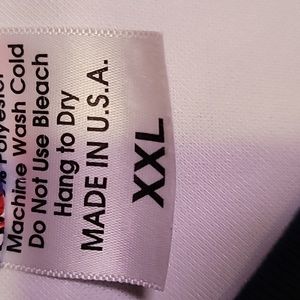 % Polyester
Machine Wash Cold
Do Not Use Bleach
Hang to Dry
MADE IN U.S.A.
XXL